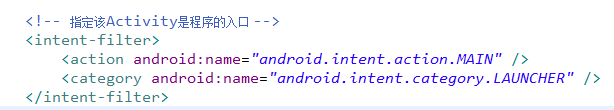 <!-- 指定该Activity是程序的入口 -->
<intent-filter>
<action android:name="android.intent.action.MAIN" />
<category android:name="android.intent.category.LAUNCHER" />
</intent-filter>